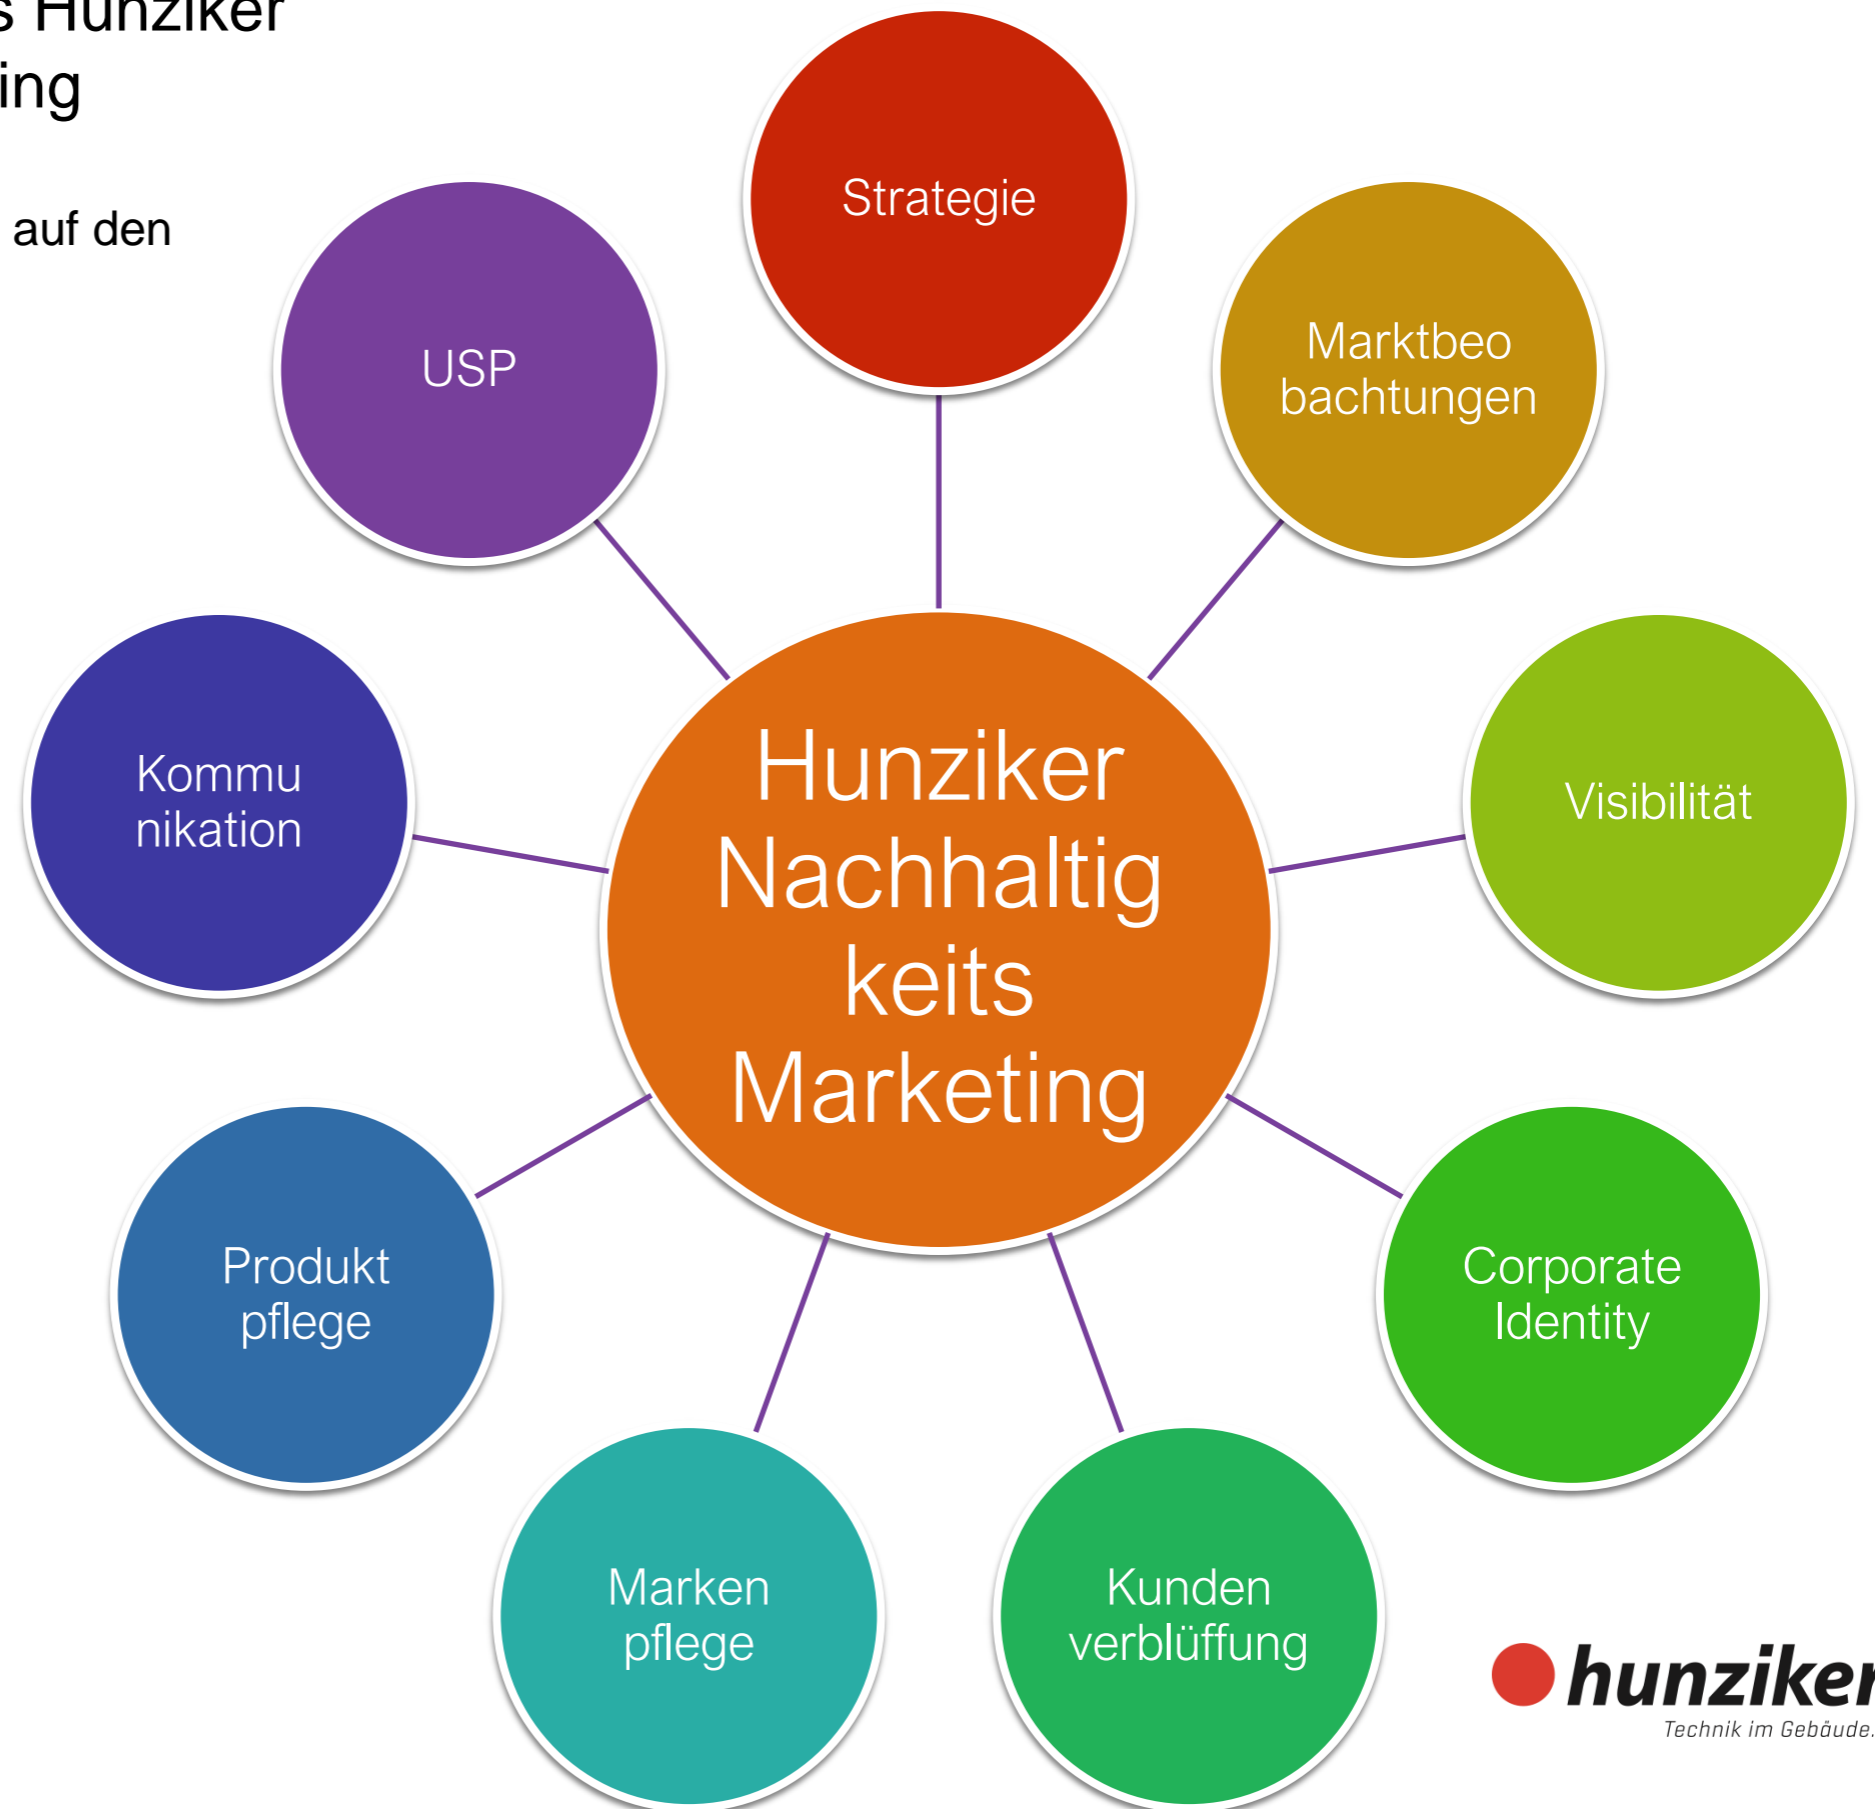 s Hunziker
ing
auf den
Strategie
USP
Marktbeo
bachtungen
Kommu
nikation
Visibilität
Hunziker
Nachhaltig
keits
Marketing
Produkt
pflege
Corporate
Identity
Marken
pflege
Kunden
verblüffung
hunziker
Technik im Gebäude.